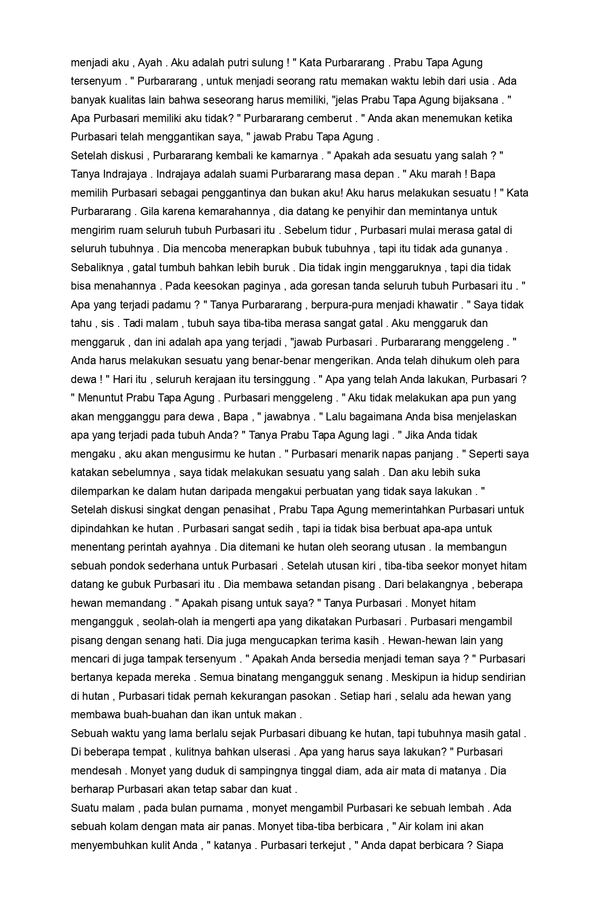 menjadi aku , Ayah . Aku adalah putri sulung ! " Kata Purbararang . Prabu Tapa Agung
tersenyum . " Purbararang , untuk menjadi seorang ratu memakan waktu lebih dari usia . Ada
banyak kualitas lain bahwa seseorang harus memiliki, "jelas Prabu Tapa Agung bijaksana . "
Apa Purbasari memiliki aku tidak? " Purbararang cemberut . " Anda akan menemukan ketika
Purbasari telah menggantikan saya, " jawab Prabu Tapa Agung .
Setelah diskusi , Purbararang kembali ke kamarnya . " Apakah ada sesuatu yang salah ? "
Tanya Indrajaya . Indrajaya adalah suami Purbararang masa depan . " Aku marah ! Bapa
memilih Purbasari sebagai penggantinya dan bukan aku! Aku harus melakukan sesuatu ! " Kata
Purbararang . Gila karena kemarahannya , dia datang ke penyihir dan memintanya untuk
mengirim ruam seluruh tubuh Purbasari itu . Sebelum tidur , Purbasari mulai merasa gatal di
seluruh tubuhnya . Dia mencoba menerapkan bubuk tubuhnya , tapi itu tidak ada gunanya .
Sebaliknya , gatal tumbuh bahkan lebih buruk . Dia tidak ingin menggaruknya , tapi dia tidak
bisa menahannya . Pada keesokan paginya , ada goresan tanda seluruh tubuh Purbasari itu . "
Apa yang terjadi padamu ? " Tanya Purbararang , berpura-pura menjadi khawatir . " Saya tidak
tahu , sis . Tadi malam , tubuh saya tiba-tiba merasa sangat gatal . Aku menggaruk dan
menggaruk , dan ini adalah apa yang terjadi , "jawab Purbasari . Purbararang menggeleng . "
Anda harus melakukan sesuatu yang benar-benar mengerikan. Anda telah dihukum oleh para
dewa ! " Hari itu , seluruh kerajaan itu tersinggung . " Apa yang telah Anda lakukan, Purbasari ?
" Menuntut Prabu Tapa Agung . Purbasari menggeleng . " Aku tidak melakukan apa pun yang
akan mengganggu para dewa , Bapa , " jawabnya . " Lalu bagaimana Anda bisa menjelaskan
apa yang terjadi pada tubuh Anda? " Tanya Prabu Tapa Agung lagi . " Jika Anda tidak
mengaku , aku akan mengusirmu ke hutan . " Purbasari menarik napas panjang . " Seperti saya
katakan sebelumnya , saya tidak melakukan sesuatu yang salah . Dan aku lebih suka
dilemparkan ke dalam hutan daripada mengakui perbuatan yang tidak saya lakukan . "
Setelah diskusi singkat dengan penasihat , Prabu Tapa Agung memerintahkan Purbasari untuk
dipindahkan ke hutan . Purbasari sangat sedih , tapi ia tidak bisa berbuat apa-apa untuk
menentang perintah ayahnya . Dia ditemani ke hutan oleh seorang utusan . Ia membangun
sebuah pondok sederhana untuk Purbasari . Setelah utusan kiri , tiba-tiba seekor monyet hitam
datang ke gubuk Purbasari itu . Dia membawa setandan pisang . Dari belakangnya , beberapa
hewan memandang . " Apakah pisang untuk saya? " Tanya Purbasari . Monyet hitam
mengangguk , seolah-olah ia mengerti apa yang dikatakan Purbasari . Purbasari mengambil
pisang dengan senang hati. Dia juga mengucapkan terima kasih . Hewan-hewan lain yang
mencari di juga tampak tersenyum . " Apakah Anda bersedia menjadi teman saya ? " Purbasari
bertanya kepada mereka . Semua binatang mengangguk senang . Meskipun ia hidup sendirian
di hutan , Purbasari tidak pernah kekurangan pasokan . Setiap hari , selalu ada hewan yang
membawa buah-buahan dan ikan untuk makan .
Sebuah waktu yang lama berlalu sejak Purbasari dibuang ke hutan, tapi tubuhnya masih gatal .
Di beberapa tempat , kulitnya bahkan ulserasi . Apa yang harus saya lakukan? " Purbasari
mendesah . Monyet yang duduk di sampingnya tinggal diam, ada air mata di matanya . Dia
berharap Purbasari akan tetap sabar dan kuat .
Suatu malam , pada bulan purnama , monyet mengambil Purbasari ke sebuah lembah . Ada
sebuah kolam dengan mata air panas. Monyet tiba-tiba berbicara , " Air kolam ini akan
menyembuhkan kulit Anda , " katanya . Purbasari terkejut , " Anda dapat berbicara ? Siapa